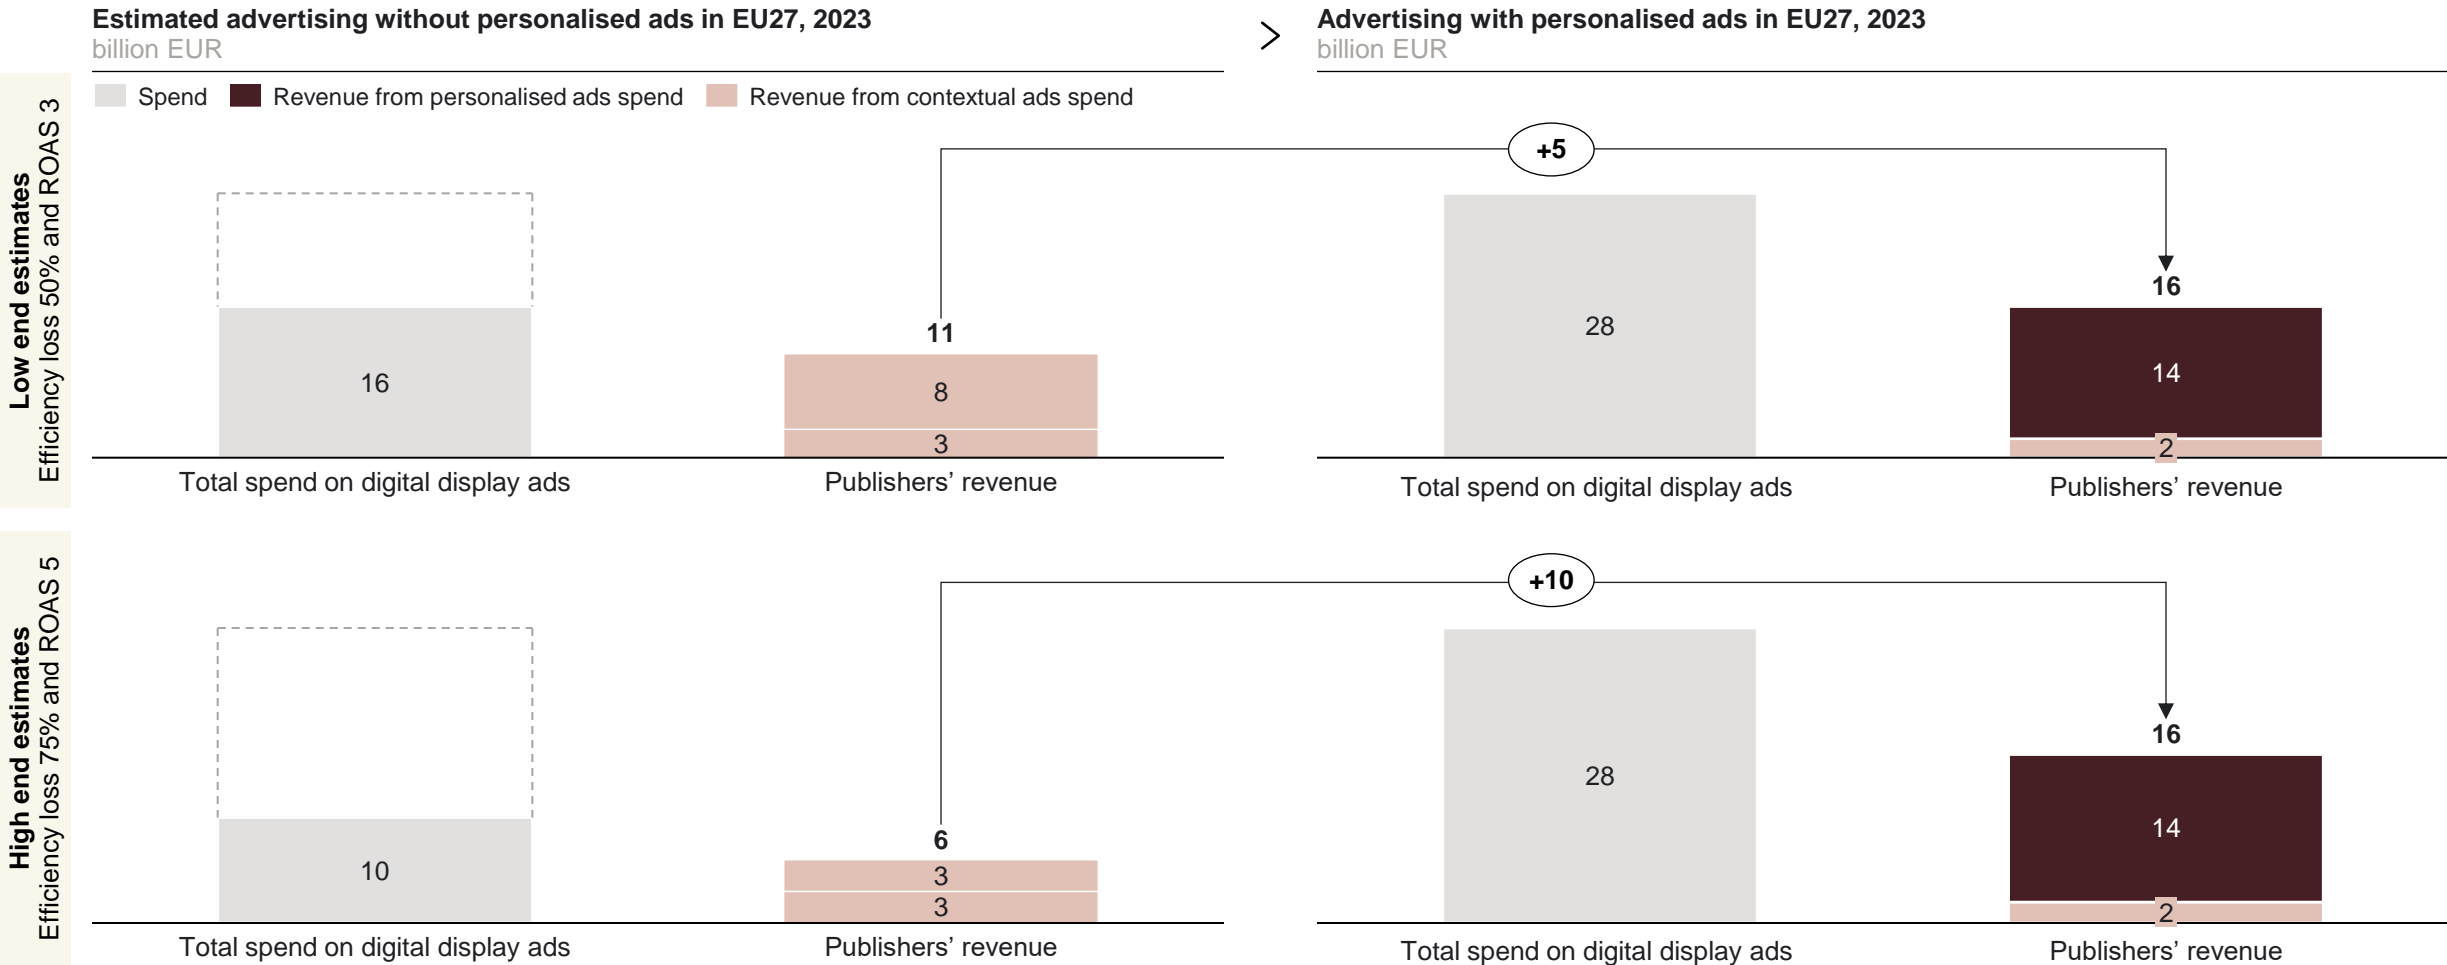 Estimated advertising without personalised ads in EU27, 2023
billion EUR
>
Advertising with personalised ads in EU27, 2023
billion EUR
Spend
Revenue from personalised ads spend
Revenue from contextual ads spend
Low end estimates
Efficiency loss 50% and ROAS 3
16
11
8
3
+5
28
16
14
2
Total spend on digital display ads
Publishers’ revenue
Total spend on digital display ads
Publishers’ revenue
High end estimates
Efficiency loss 75% and ROAS 5
10
6
3
3
+10
28
16
14
2
Total spend on digital display ads
Publishers’ revenue
Total spend on digital display ads
Publishers’ revenue